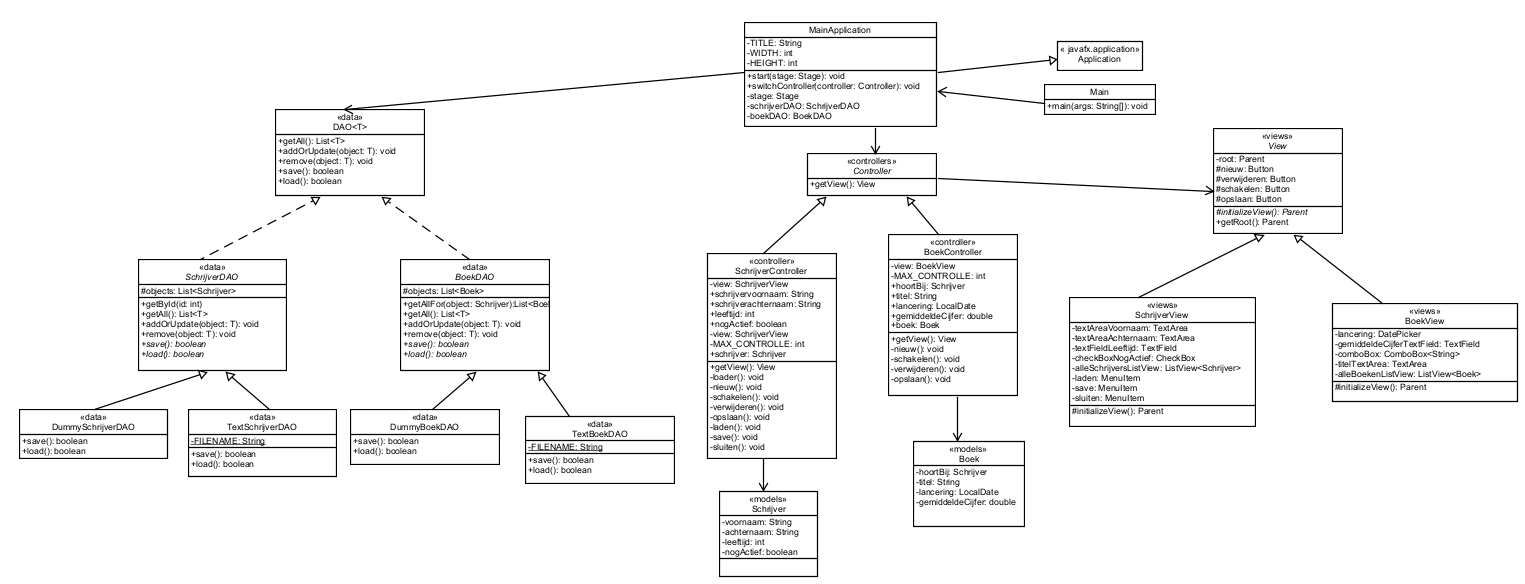 MainApplication
-TITLE: String
-WIDTH: int
-HEIGHT: int
+start(stage: Stage): void
+switchController(controller: Controller): void
-stage: Stage
-schrijverDAO: SchrijverDAO
-boekDAO: BoekDAO
« javafx.application»
Application
Main
+main(args: String[]): void
«data»
DAO<T>
+getAll(): List<T>
+addOrUpdate(object: T): void
+remove(object: T): void
+save(): boolean
+load(): boolean
«controllers»
Controller
+getView(): View
«views»
View
-root: Parent
#nieuw: Button
#verwijderen: Button
#schakelen: Button
#opslaan: Button
#initializeView(): Parent
+getRoot(): Parent
«data»
SchrijverDAO
#objects: List<Schrijver>
+getById(id: int)
+getAll(): List<T>
+addOrUpdate(object: T): void
+remove(object: T): void
+save(): boolean
+load(): boolean
«data»
BoekDAO
#objects: List<Boek>
+getAllFor(object: Schrijver):List<Boel
+getAll(): List<T>
+addOrUpdate(object: T): void
+remove(object: T): void
+save(): boolean
+load(): boolean
«controller»
SchrijverController
-view: SchrijverView
+schrijvervoornaam: String
+schrijverachternaam: String
+leeftijd: int
+nogActief: boolean
-view: SchrijverView
-MAX_CONTROLLE: int
+schrijver: Schrijver
+getView(): View
-loader(): void
-nieuw(): void
-schakelen(): void
-verwijderen(): void
-opslaan(): void
-laden(): void
-save(): void
-sluiten(): void
«controller»
BoekController
-view: BoekView
-MAX_CONTROLLE: int
+hoortBij: Schrijver
+titel: String
+lancering: LocalDate
+gemiddeldeCijfer: double
+boek: Boek
+getView(): View
-nieuw(): void
-schakelen(): void
-verwijderen(): void
-opslaan(): void
«views»
SchrijverView
-textAreaVoornaam: TextArea
-textAreaAchternaam: TextArea
-textFieldLeeftijd: TextField
-checkBoxNogActief: CheckBox
-alleSchrijversListView: ListView<Schrijver>
-laden: MenuItem
-save: MenuItem
-sluiten: MenuItem
#initializeView(): Parent
«views»
BoekView
-lancering: DatePicker
-gemiddeldeCijferTextField: TextField
-comboBox: ComboBox<String>
-titelTextArea: TextArea
-alleBoekenListView: ListView<Boek>
#initializeView(): Parent
«data»
DummySchrijverDAO
+save(): boolean
+load(): boolean
«data»
TextSchrijverDAO
-FILENAME: String
+save(): boolean
+load(): boolean
«data»
DummyBoekDAO
+save(): boolean
+load(): boolean
«data»
TextBoekDAO
-FILENAME: String
+save(): boolean
+load(): boolean
«models»
Boek
-hoortBij: Schrijver
-titel: String
-lancering: LocalDate
-gemiddeldeCijfer: double
«models»
Schrijver
-voornaam: String
-achternaam: String
-leeftijd: int
-nogActief: boolean